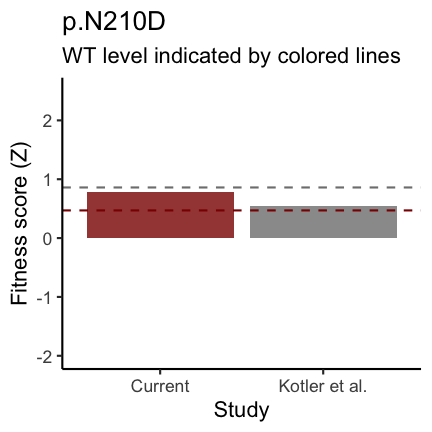 p.N210D
WT level indicated by colored lines
Fitness score (Z)
2
1
0
-1
-2
Current
Kotler et al.
Study